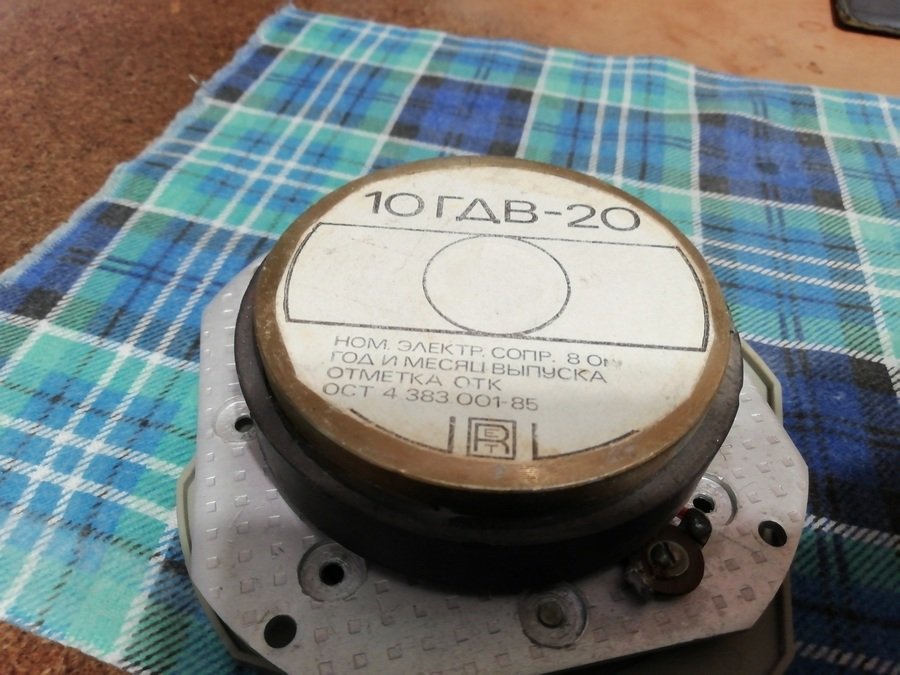 10ГДВ-20
НОМ. ЭЛЕКТР. СОПР. 8 Ом
ГОД И МЕСЯЦ ВЫПУСКА
ОТМЕТКА ОТК
ОСТ 4 383 001-85